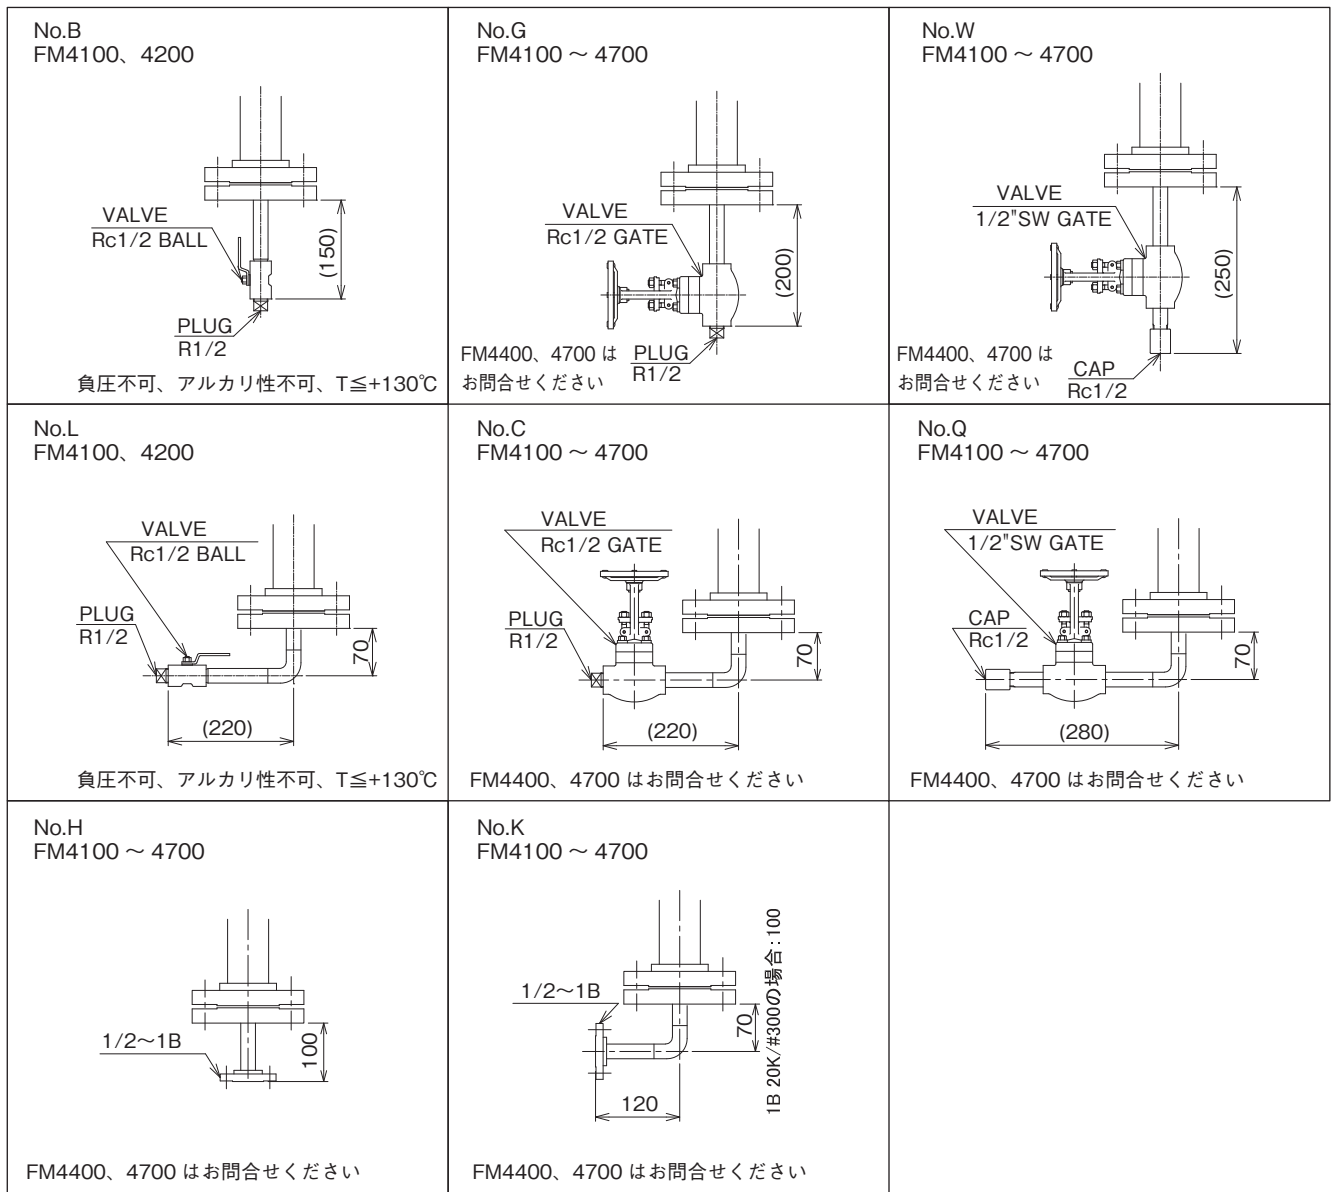 No.B
FM4100、4200
VALVE
Rc1/2 BALL
(150)
PLUG
R1/2
負圧不可、アルカリ性不可、T≦+130℃
No.G
FM4100 ～ 4700
VALVE
Rc1/2 GATE
(200)
FM4400、4700 は
お問合せください
PLUG
R1/2
No.W
FM4100 ～ 4700
VALVE
1/2"SW GATE
(250)
FM4400、4700 は
お問合せください
CAP
Rc1/2
No.L
FM4100、4200
VALVE
Rc1/2 BALL
PLUG
R1/2
70
(220)
負圧不可、アルカリ性不可、T≦+130℃
No.C
FM4100 ～ 4700
VALVE
Rc1/2 GATE
PLUG
R1/2
70
(220)
FM4400、4700 はお問合せください
No.Q
FM4100 ～ 4700
VALVE
1/2"SW GATE
CAP
Rc1/2
70
(280)
FM4400、4700 はお問合せください
No.H
FM4100 ～ 4700
1/2～1B
100
FM4400、4700 はお問合せください
No.K
FM4100 ～ 4700
1/2～1B
70
1B 20K/#300の場合:100
120
FM4400、4700 はお問合せください